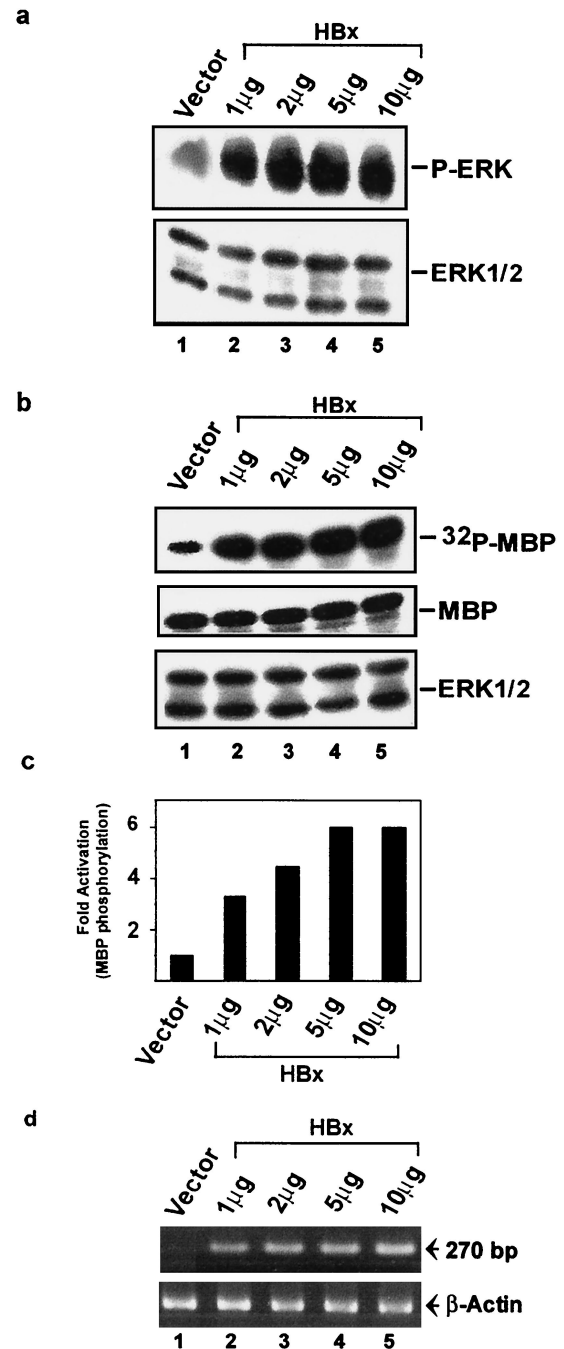 a
HBx
Vector 1μg 2μg 5μg 10μg
P-ERK
ERK1/2
1 2 3 4 5
b
HBx
Vector 1μg 2μg 5μg 10μg
32P-MBP
MBP
ERK1/2
1 2 3 4 5
c
Fold Activation
(MBP phosphorylation)
6
4
2
Vector 1μg 2μg 5μg 10μg
HBx
d
HBx
Vector 1μg 2μg 5μg 10μg
270 bp
β-Actin
1 2 3 4 5